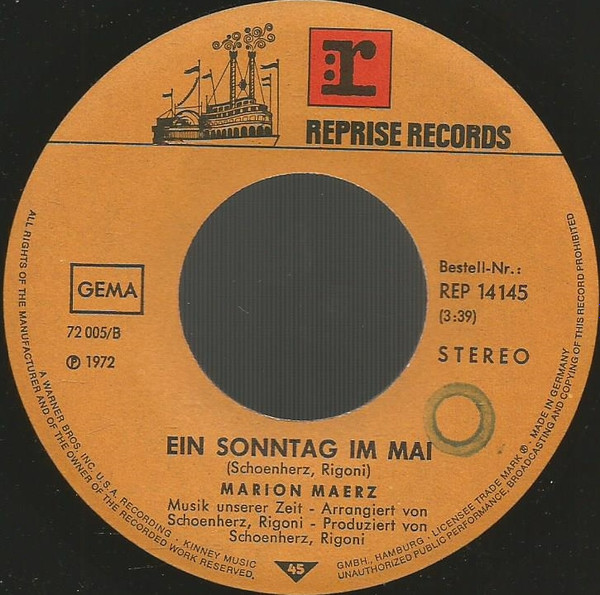 r
REPRISE RECORDS
GEMA
72 005/B
Ⓟ 1972
Bestell-Nr.:
REP 14145
(3:39)
STEREO
EIN SONNTAG IM MAI
(Schoenherz, Rigoni)
MARION MAERZ
Musik unserer Zeit - Arrangiert von
Schoenherz, Rigoni - Produziert von
Schoenherz, Rigoni
45
ALL RIGHTS OF THE MANUFACTURER AND OF THE OWNER OF THE RECORDED WORK RESERVED.
A WARNER BROS. INC. U.S.A. RECORDING · KINNEY MUSIC GMBH., HAMBURG · LICENSEE TRADE MARK ® · MADE IN GERMANY
UNAUTHORIZED PUBLIC PERFORMANCE, BROADCASTING AND COPYING OF THIS RECORD PROHIBITED